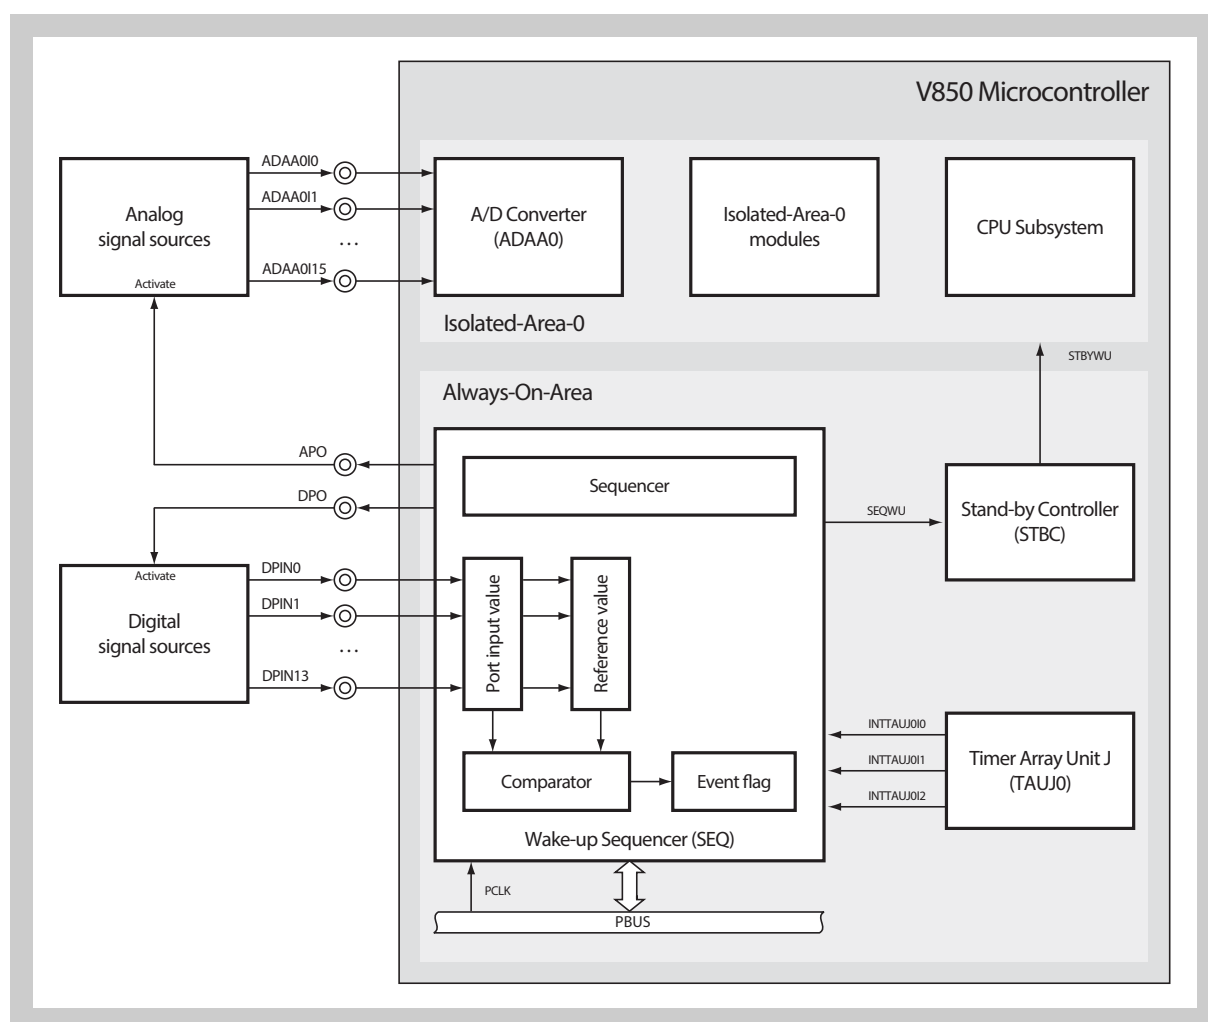 V850 Microcontroller
ADAA0I0
ADAA0I1
...
ADAA0I15
Analog
signal sources
Activate
A/D Converter
(ADAA0)
Isolated-Area-0
modules
CPU Subsystem
Isolated-Area-0
STBYWU
Always-On-Area
APO
DPO
Sequencer
SEQWU
Stand-by Controller
(STBC)
Activate
Digital
signal sources
DPIN0
DPIN1
...
DPIN13
Port input value
Reference value
Comparator
Event flag
INTTAUJ0I0
INTTAUJ0I1
INTTAUJ0I2
Timer Array Unit J
(TAUJ0)
Wake-up Sequencer (SEQ)
PCLK
PBUS